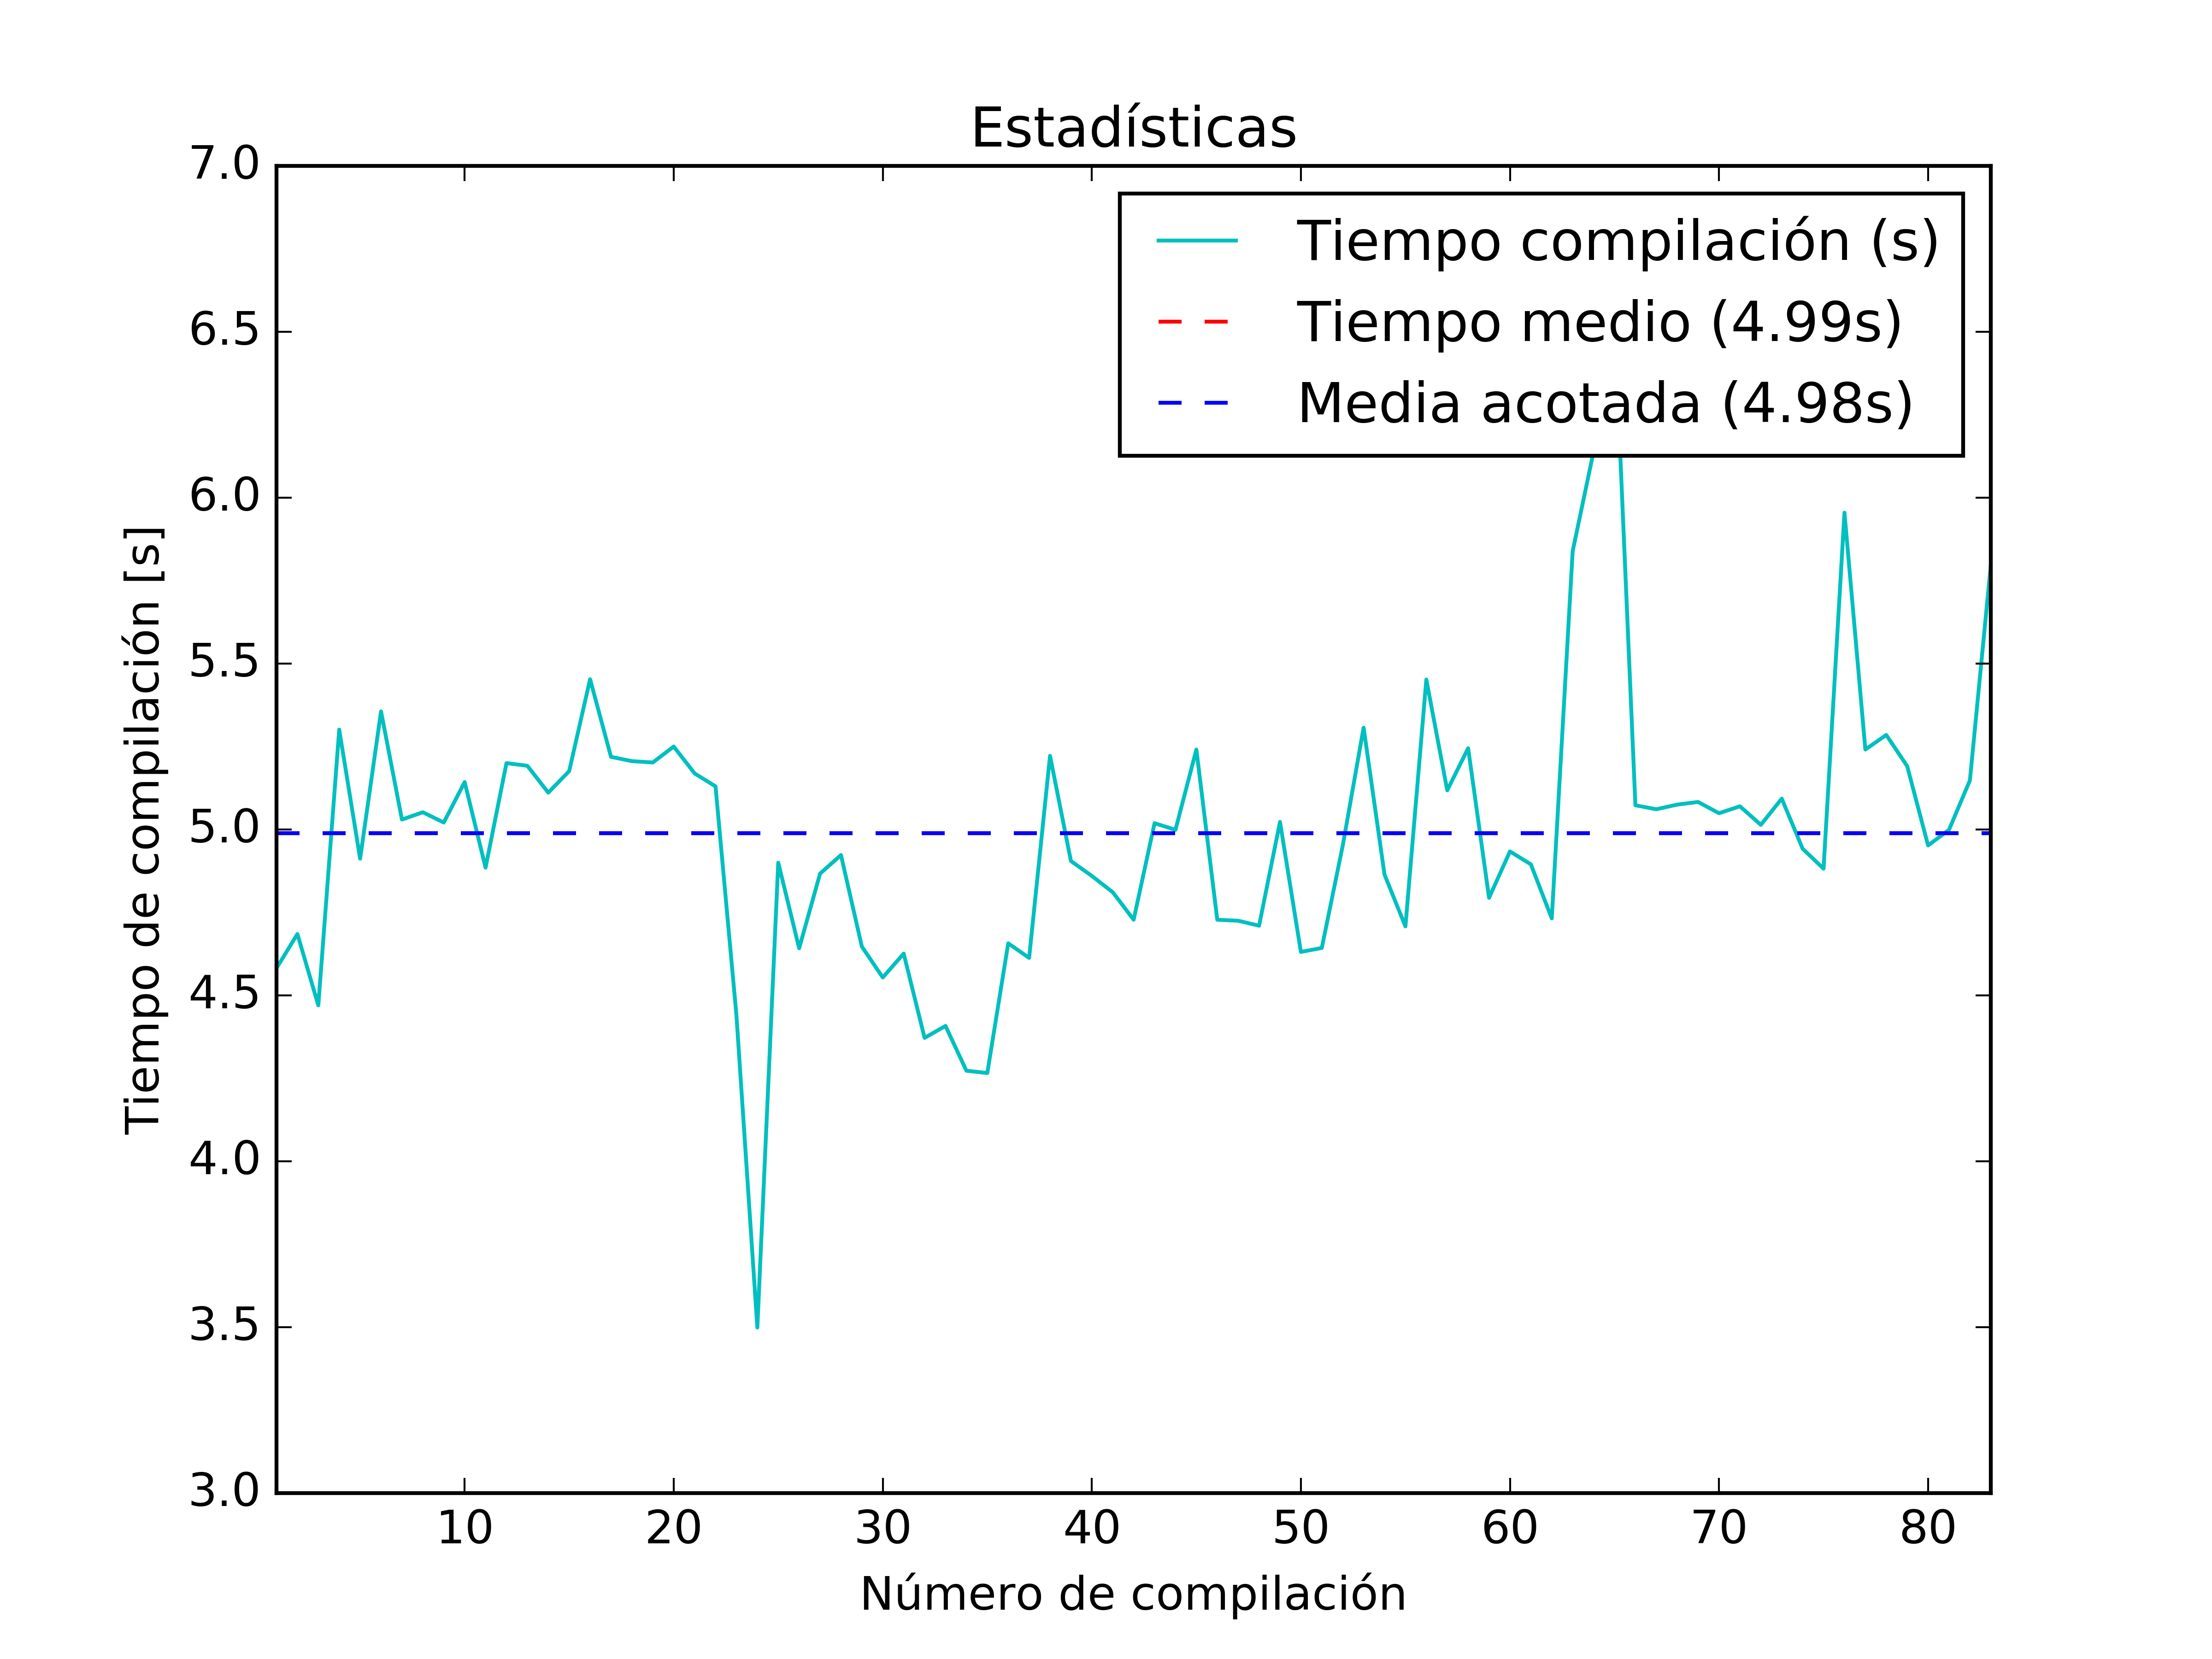 Estadísticas
7.0
6.5
6.0
5.5
5.0
4.5
4.0
3.5
3.0
Tiempo de compilación [s]
Tiempo compilación (s)
Tiempo medio (4.99s)
Media acotada (4.98s)
10 20 30 40 50 60 70 80
Número de compilación